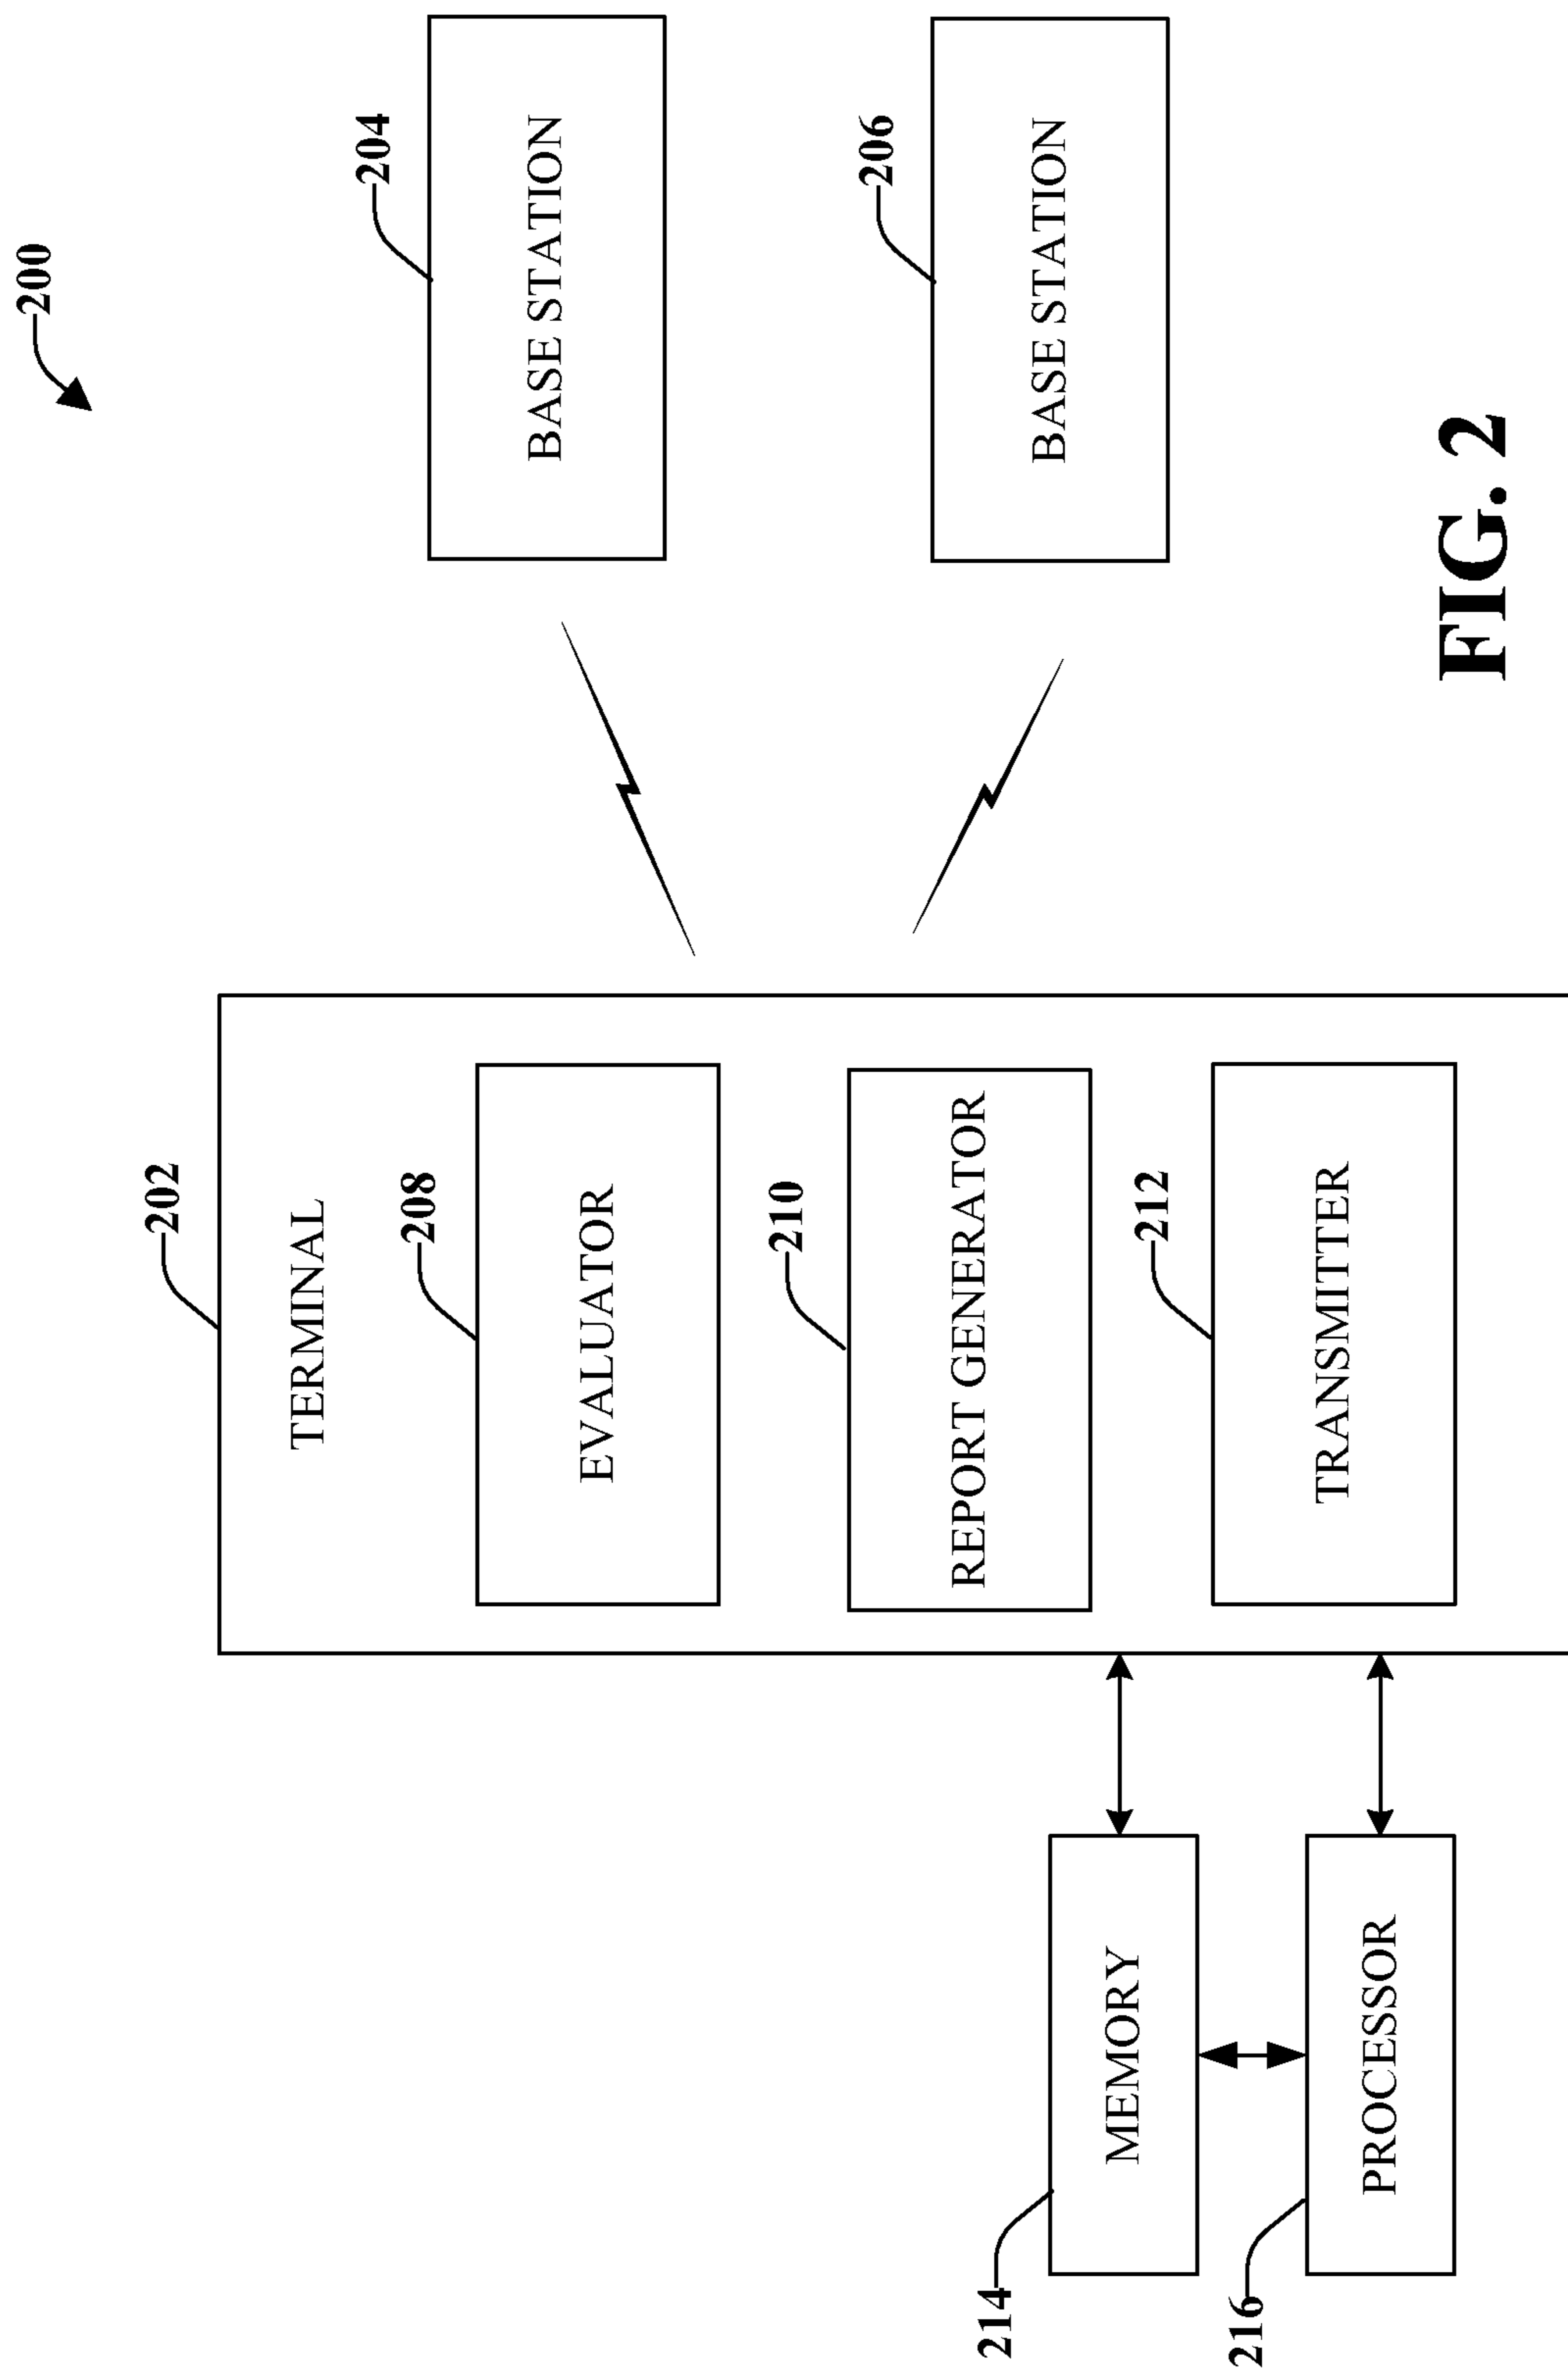 200
202
TERMINAL
204
BASE STATION
208
EVALUATOR
210
REPORT GENERATOR
206
BASE STATION
214
MEMORY
212
TRANSMITTER
216
PROCESSOR
FIG. 2